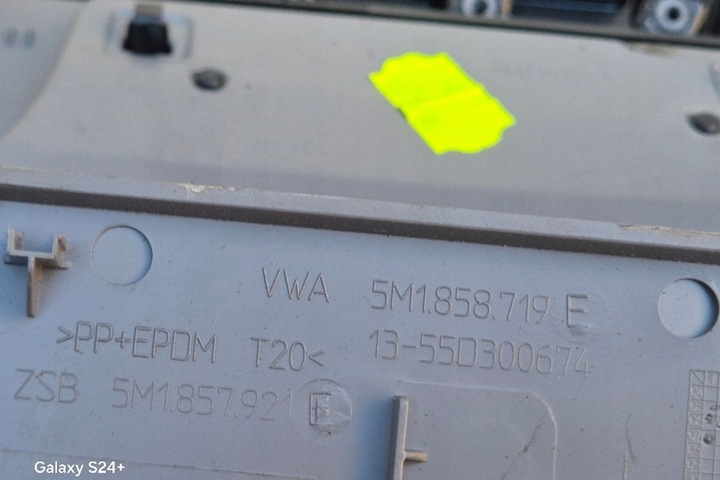 VWA 5M1.858.719 E
>PP+EPDM T20< 13-55D300674
ZSB 5M1.857.921
Galaxy S24+